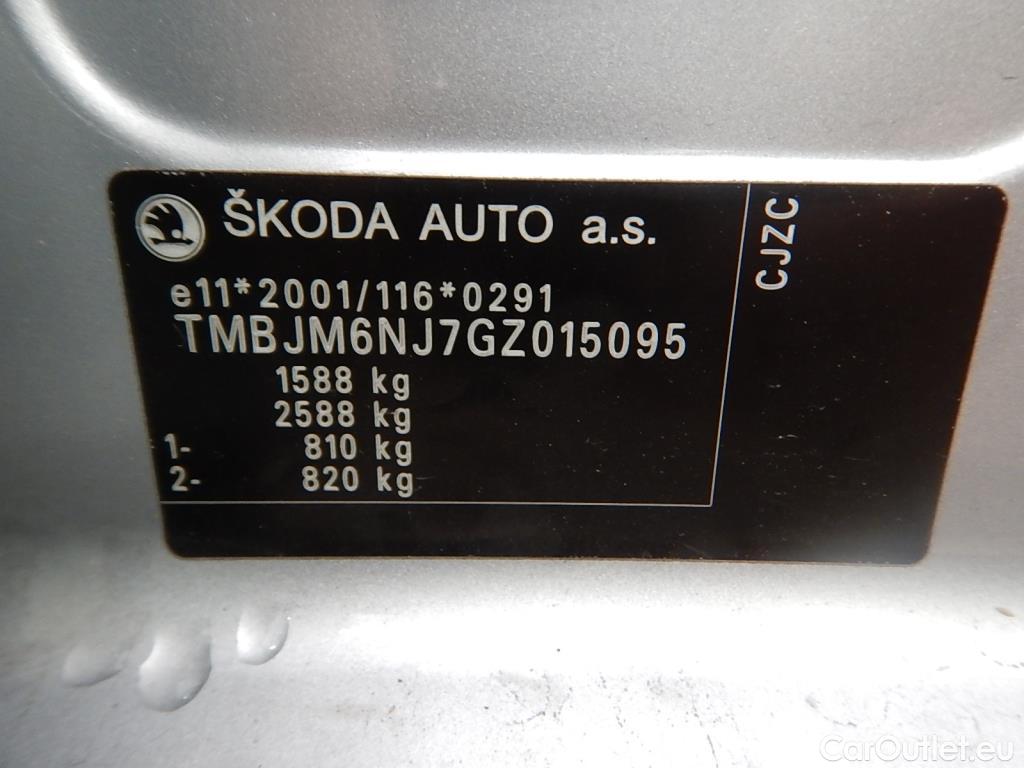 ŠKODA AUTO a.s.
e11*2001/116*0291
TMBJM6NJ7GZ015095
1588 kg
2588 kg
1- 810 kg
2- 820 kg
CJZC
CarOutlet.eu